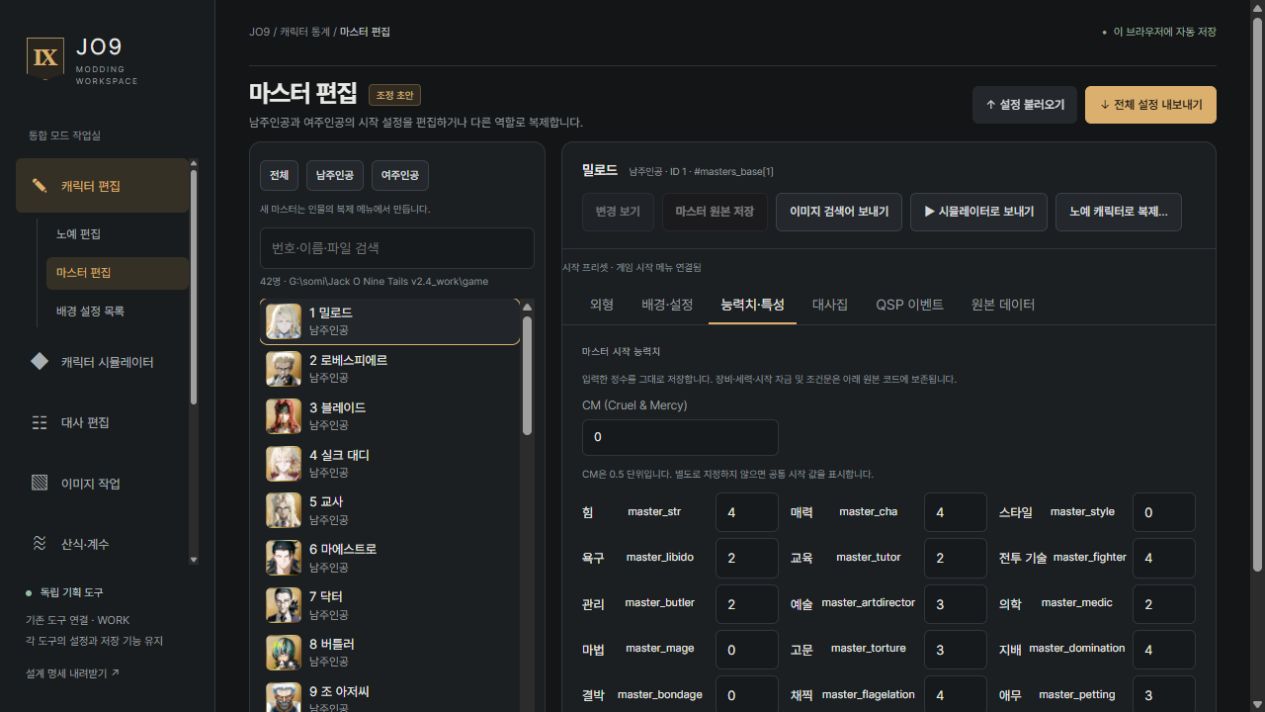 IX
JO9
MODDING
WORKSPACE
통합 모드 작업실
캐릭터 편집
노예 편집
마스터 편집
배경 설정 목록
캐릭터 시뮬레이터
대사 편집
이미지 작업
산식·계수
독립 기획 도구
기존 도구 연결 · WORK
각 도구의 설정과 저장 기능 유지
설계 명세 내려받기 ↗
JO9 / 캐릭터 통계 / 마스터 편집
• 이 브라우저에 자동 저장
마스터 편집 조정 초안
남주인공과 여주인공의 시작 설정을 편집하거나 다른 역할로 복제합니다.
↑ 설정 불러오기
↓ 전체 설정 내보내기
전체 남주인공 여주인공
새 마스터는 인물의 복제 메뉴에서 만듭니다.
번호·이름·파일 검색
42명 · G:\somi\Jack O Nine Tails v2.4_work\game
1 밀로드
남주인공
2 로베스피에르
남주인공
3 블레이드
남주인공
4 실크 대디
남주인공
5 교사
남주인공
6 마에스트로
남주인공
7 닥터
남주인공
8 버틀러
남주인공
9 조 아저씨
남주인공
밀로드 남주인공 · ID 1 · #masters_base[1]
변경 보기 마스터 원본 저장 이미지 검색어 보내기 ▶ 시뮬레이터로 보내기 노예 캐릭터로 복제...
시작 프리셋 · 게임 시작 메뉴 연결됨
외형 배경·설정 능력치·특성 대사집 QSP 이벤트 원본 데이터
마스터 시작 능력치
입력한 정수를 그대로 저장합니다. 장비·세력·시작 자금 및 조건문은 아래 원본 코드에 보존됩니다.
CM (Cruel & Mercy)
0
CM은 0.5 단위입니다. 별도로 지정하지 않으면 공통 시작 값을 표시합니다.
힘 master_str 4 매력 master_cha 4 스타일 master_style 0
욕구 master_libido 2 교육 master_tutor 2 전투 기술 master_fighter 4
관리 master_butler 2 예술 master_artdirector 3 의학 master_medic 2
마법 master_mage 0 고문 master_torture 3 지배 master_domination 4
결박 master_bondage 0 채찍 master_flagelation 4 애무 master_petting 3